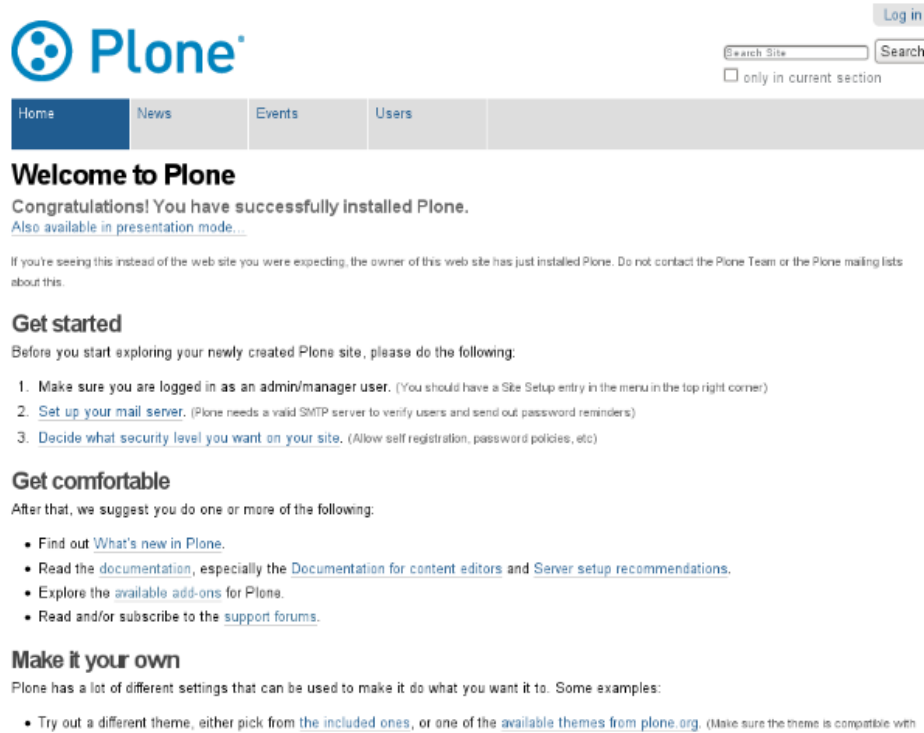 Log in
Plone®
Search Site
Search
only in current section
Home
News
Events
Users
Welcome to Plone
Congratulations! You have successfully installed Plone.
Also available in presentation mode...
If you're seeing this instead of the web site you were expecting, the owner of this web site has just installed Plone. Do not contact the Plone Team or the Plone mailing lists
about this.
Get started
Before you start exploring your newly created Plone site, please do the following:
1. Make sure you are logged in as an admin/manager user. (You should have a Site Setup entry in the menu in the top right corner)
2. Set up your mail server. (Plone needs a valid SMTP server to verify users and send out password reminders)
3. Decide what security level you want on your site. (Allow self registration, password policies, etc)
Get comfortable
After that, we suggest you do one or more of the following:
• Find out What's new in Plone.
• Read the documentation, especially the Documentation for content editors and Server setup recommendations.
• Explore the available add-ons for Plone.
• Read and/or subscribe to the support forums.
Make it your own
Plone has a lot of different settings that can be used to make it do what you want it to. Some examples:
• Try out a different theme, either pick from the included ones, or one of the available themes from plone.org. (Make sure the theme is compatible with